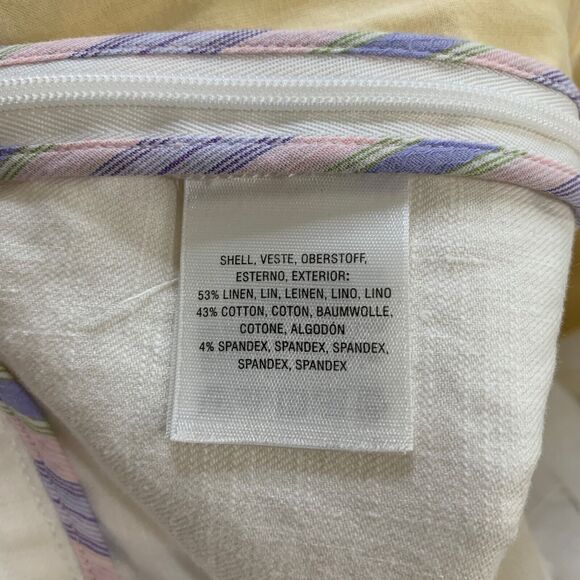 SHELL, VESTE, OBERSTOFF,
ESTERNO, EXTERIOR:
53% LINEN, LIN, LEINEN, LINO, LINO
43% COTTON, COTON, BAUMWOLLE,
COTONE, ALGODÓN
4% SPANDEX, SPANDEX, SPANDEX,
SPANDEX, SPANDEX